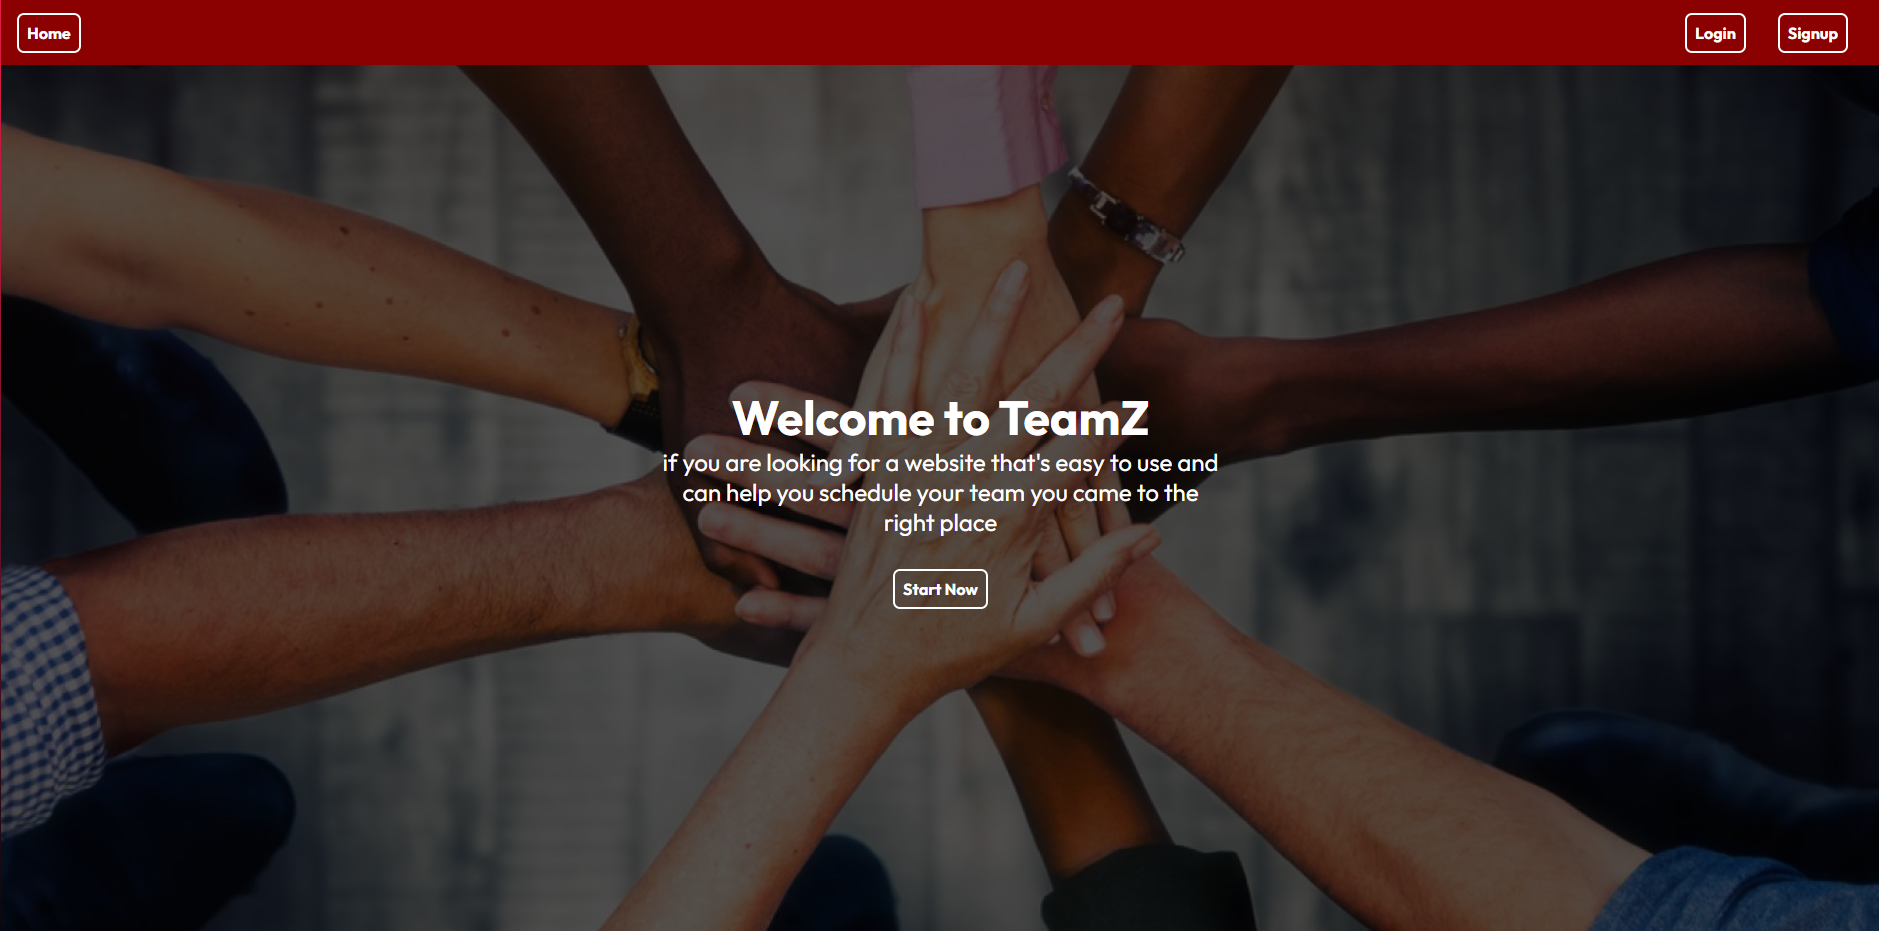 Home
Login
Signup
Welcome to TeamZ
if you are looking for a website that's easy to use and
can help you schedule your team you came to the
right place
Start Now